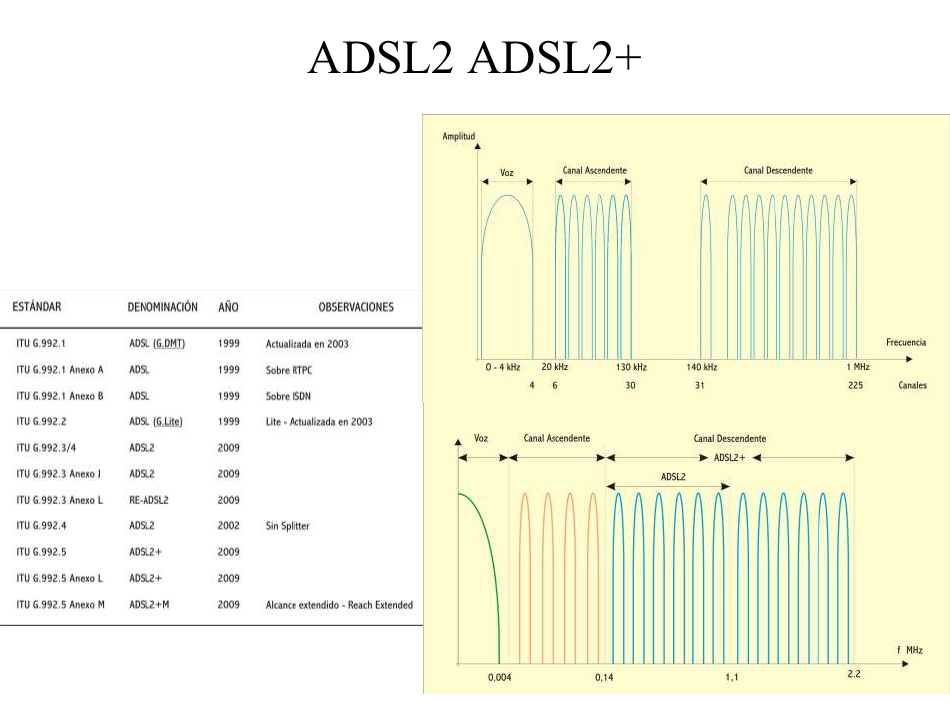 ADSL2 ADSL2+
ESTÁNDAR DENOMINACIÓN AÑO OBSERVACIONES
ITU G.992.1 ADSL (G.DMT) 1999 Actualizada en 2003
ITU G.992.1 Anexo A ADSL 1999 Sobre RTPC
ITU G.992.1 Anexo B ADSL 1999 Sobre ISDN
ITU G.992.2 ADSL (G.Lite) 1999 Lite - Actualizada en 2003
ITU G.992.3/4 ADSL2 2009
ITU G.992.3 Anexo J ADSL2 2009
ITU G.992.3 Anexo L RE-ADSL2 2009
ITU G.992.4 ADSL2 2002 Sin Splitter
ITU G.992.5 ADSL2+ 2009
ITU G.992.5 Anexo L ADSL2+ 2009
ITU G.992.5 Anexo M ADSL2+M 2009 Alcance extendido - Reach Extended
Amplitud
Voz Canal Ascendente Canal Descendente
Frecuencia
0 - 4 kHz 20 kHz 130 kHz 140 kHz 1 MHz
4 6 30 31 225 Canales
Voz Canal Ascendente Canal Descendente
ADSL2+
ADSL2
f MHz
0,004 0,14 1,1 2.2